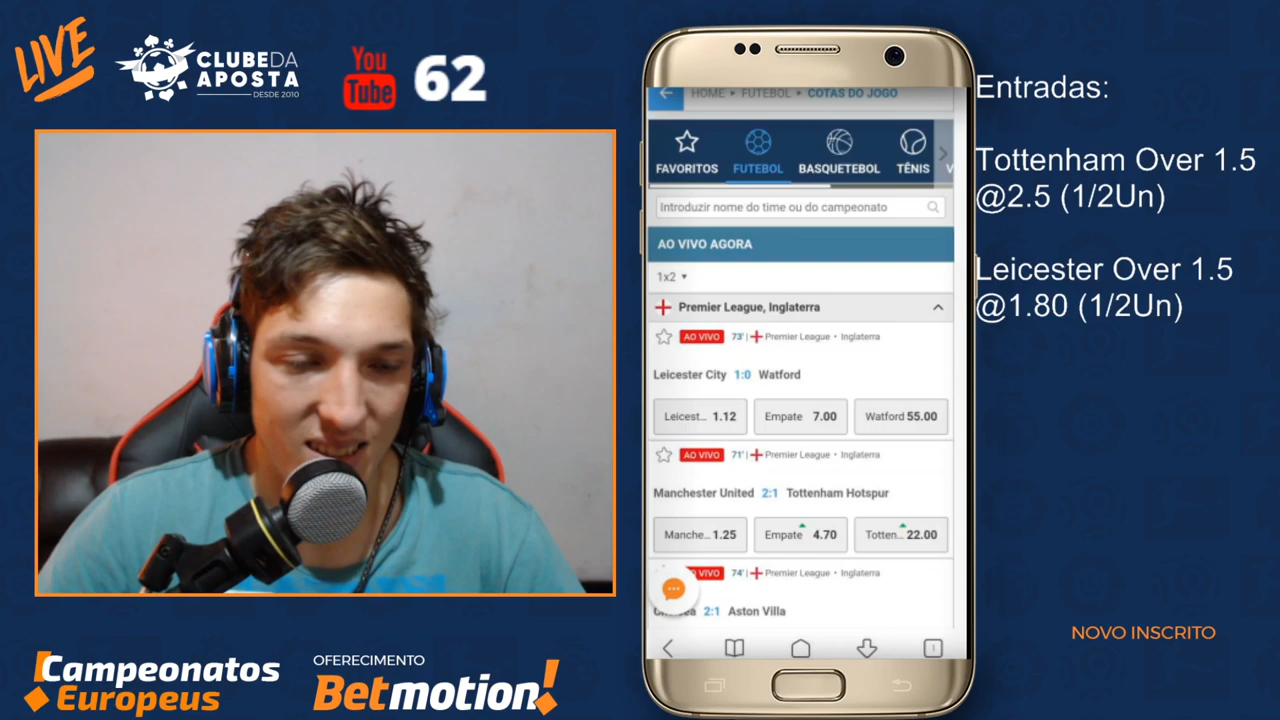 LIVE
CLUBEDA
APOSTA
DESDE 2010
You
Tube
62
HOME ▸ FUTEBOL ▸ COTAS DO JOGO
FAVORITOS FUTEBOL BASQUETEBOL TÊNIS V
Introduzir nome do time ou do campeonato
AO VIVO AGORA
1x2
Premier League, Inglaterra
AO VIVO 73' | Premier League • Inglaterra
Leicester City 1:0 Watford
Leicest... 1.12 Empate 7.00 Watford 55.00
AO VIVO 71' | Premier League • Inglaterra
Manchester United 2:1 Tottenham Hotspur
Manche... 1.25 Empate 4.70 Totten... 22.00
VIVO 74' | Premier League • Inglaterra
2:1 Aston Villa
1
Entradas:
Tottenham Over 1.5
@2.5 (1/2Un)
Leicester Over 1.5
@1.80 (1/2Un)
NOVO INSCRITO
Campeonatos
Europeus
OFERECIMENTO
Betmotion!